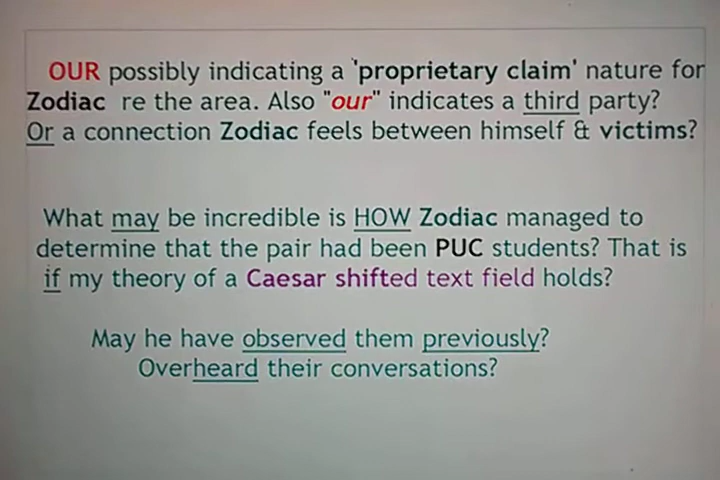 OUR possibly indicating a 'proprietary claim' nature for
Zodiac re the area. Also "our" indicates a third party?
Or a connection Zodiac feels between himself & victims?
What may be incredible is HOW Zodiac managed to
determine that the pair had been PUC students? That is
if my theory of a Caesar shifted text field holds?
May he have observed them previously?
Overheard their conversations?